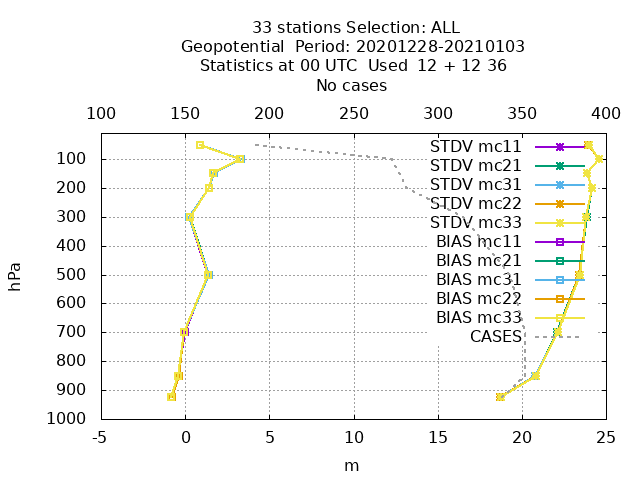 33 stations Selection: ALL
Geopotential  Period: 20201228-20210103
Statistics at 00 UTC  Used  12 + 12 36
No cases
100 150 200 250 300 350 400
STDV mc11
STDV mc21
STDV mc31
STDV mc22
STDV mc33
BIAS mc11
BIAS mc21
BIAS mc31
BIAS mc22
BIAS mc33
CASES
hPa
100
200
300
400
500
600
700
800
900
1000
-5 0 5 10 15 20 25
m